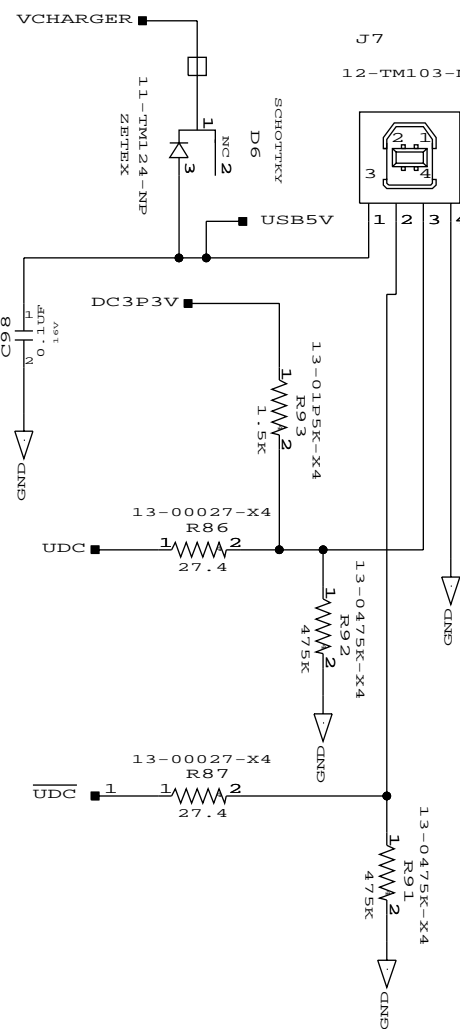 VCHARGER
J7
12-TM103-
SCHOTTKY
D6
1
NC 2
3
11-TM124-NP
ZETEX
2 1
3 4
1 2 3 4
USB5V
DC3P3V
16V
0.1UF
C98
1
2
GND
13-01P5K-X4
R93
1.5K
1
2
13-00027-X4
R86
UDC
1 2
27.4
13-0475K-X4
R92
475K
1
2
GND
GND
13-00027-X4
R87
UDC 1
1 2
27.4
13-0475K-X4
R91
475K
1
2
GND